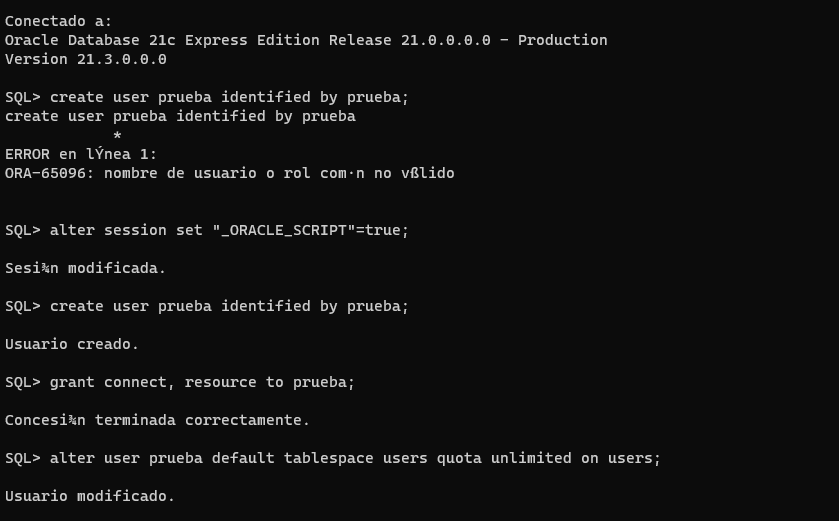 Conectado a:
Oracle Database 21c Express Edition Release 21.0.0.0.0 - Production
Version 21.3.0.0.0
SQL> create user prueba identified by prueba;
create user prueba identified by prueba
*
ERROR en lÝnea 1:
ORA-65096: nombre de usuario o rol com·n no vßlido
SQL> alter session set "_ORACLE_SCRIPT"=true;
Sesi¾n modificada.
SQL> create user prueba identified by prueba;
Usuario creado.
SQL> grant connect, resource to prueba;
Concesi¾n terminada correctamente.
SQL> alter user prueba default tablespace users quota unlimited on users;
Usuario modificado.